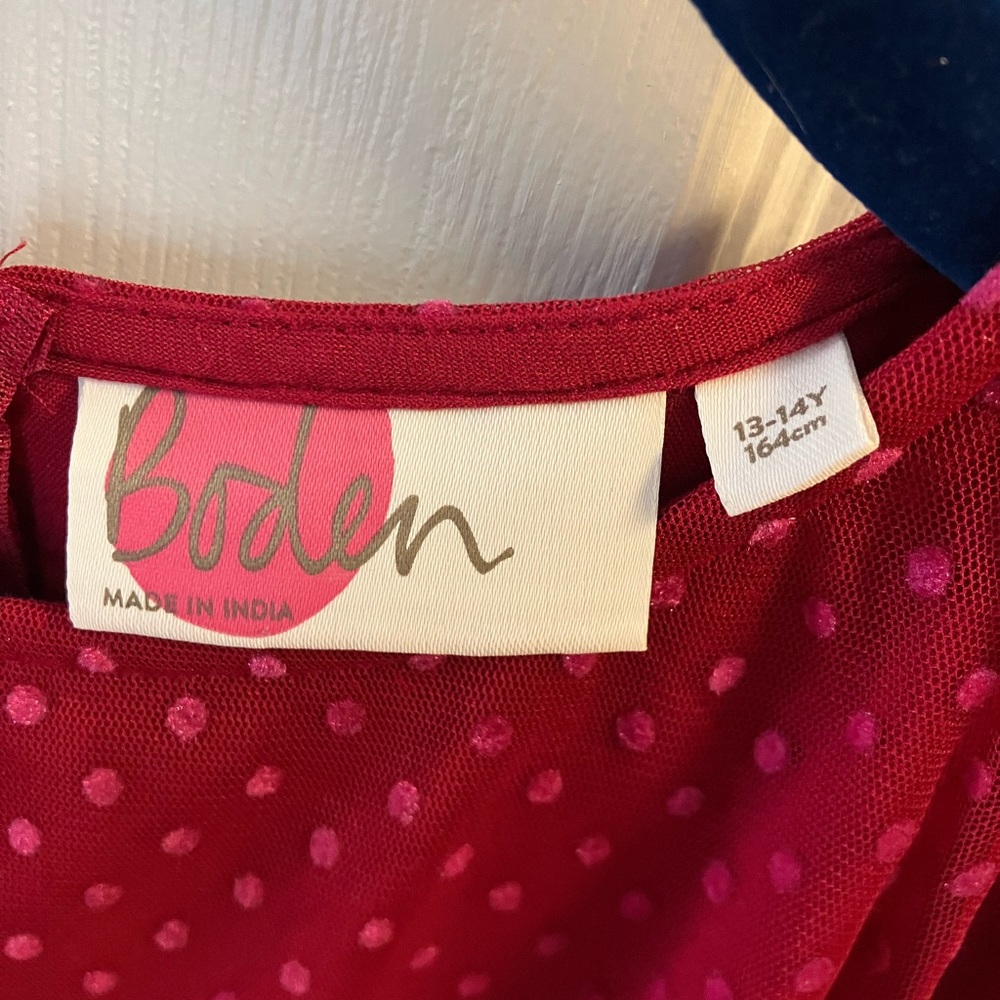 Boden
MADE IN INDIA
13-14Y
164cm